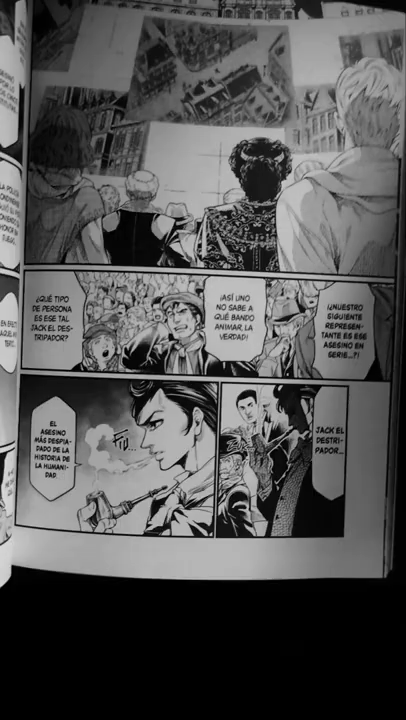 ¡¿NUESTRO
SIGUIENTE
REPRESEN-
TANTE ES ESE
ASESINO EN
SERIE...?!
¡ASÍ UNO
NO SABE A
QUÉ BANDO
ANIMAR, LA
VERDAD!
¿QUÉ TIPO
DE PERSONA
ES ESE TAL
JACK EL DES-
TRIPADOR?
JACK EL
DESTRI-
PADOR...
FIU...
EL
ASESINO
MÁS DESPIA-
DADO DE LA
HISTORIA DE
LA HUMANI-
DAD.